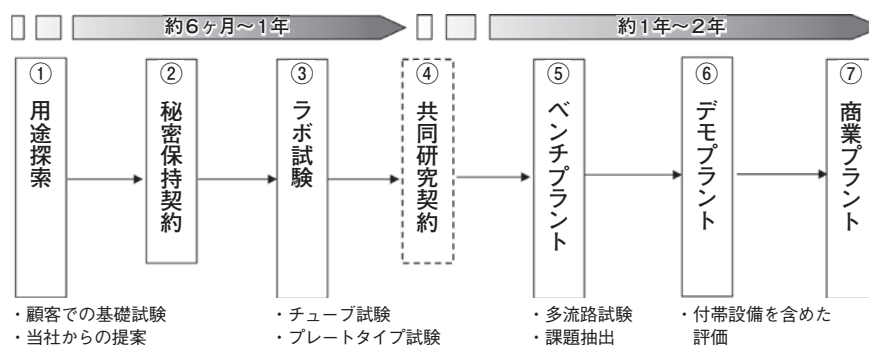 約6ヶ月～1年
約1年～2年
①
用途探索
②
秘密保持契約
③
ラボ試験
④
共同研究契約
⑤
ベンチプラント
⑥
デモプラント
⑦
商業プラント
・顧客での基礎試験
・当社からの提案
・チューブ試験
・プレートタイプ試験
・多流路試験
・課題抽出
・付帯設備を含めた
評価